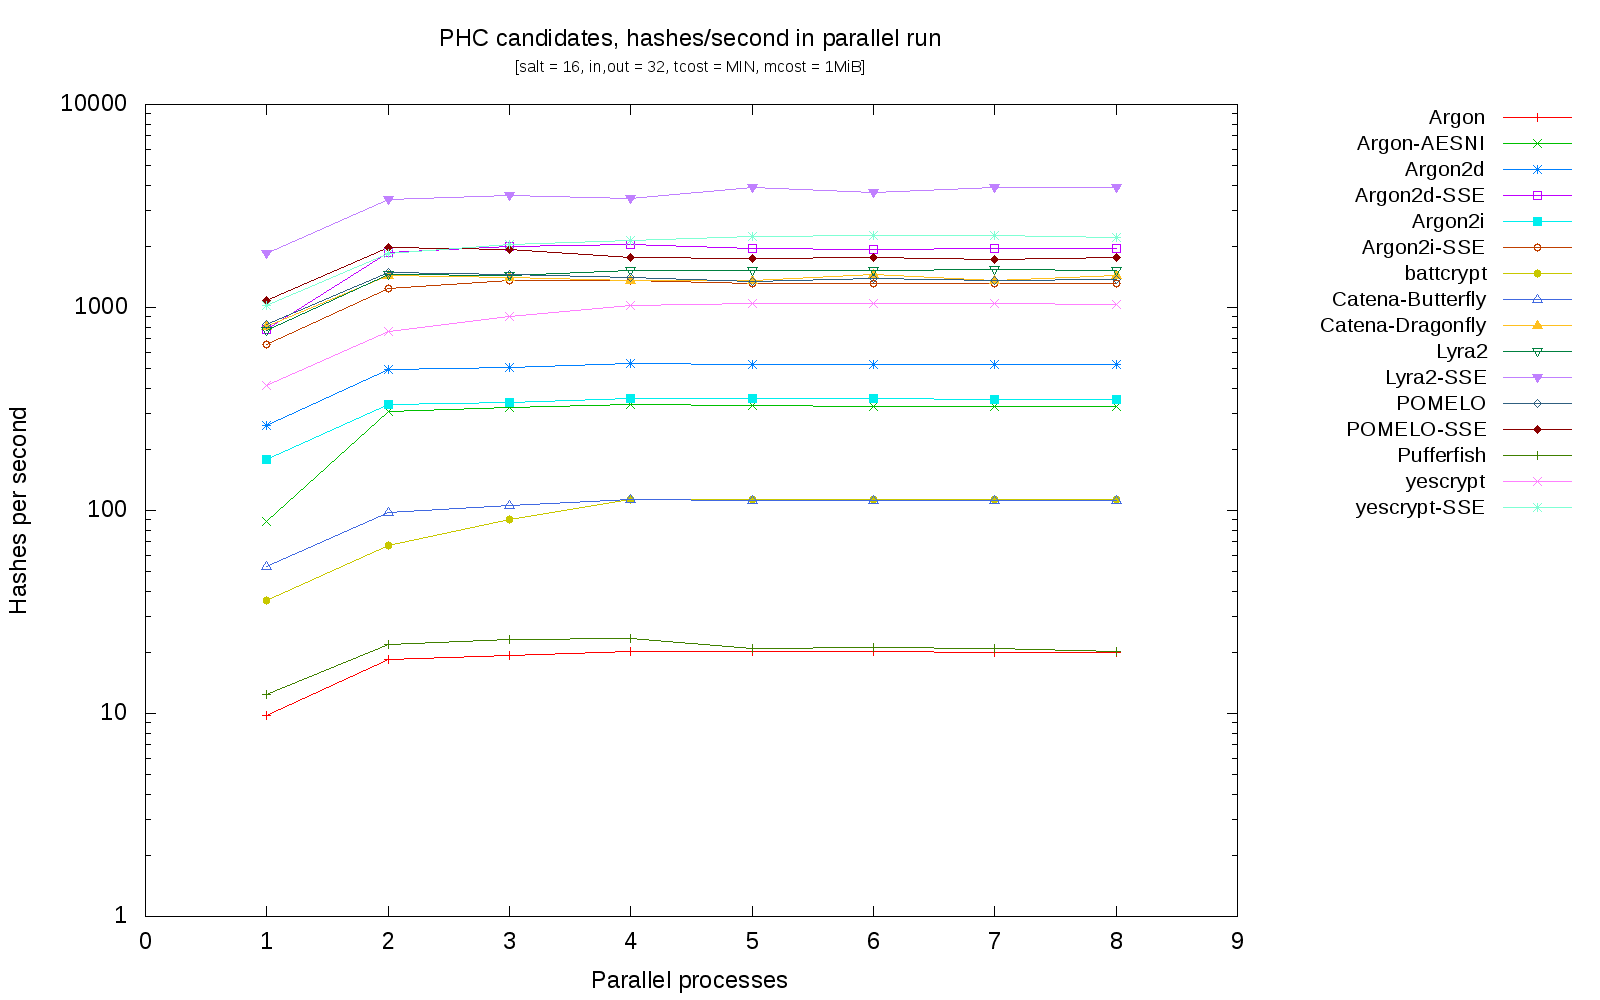 PHC candidates, hashes/second in parallel run
[salt = 16, in,out = 32, tcost = MIN, mcost = 1MiB]
10000
1000
100
10
1
Hashes per second
0 1 2 3 4 5 6 7 8 9
Parallel processes
Argon
Argon-AESNI
Argon2d
Argon2d-SSE
Argon2i
Argon2i-SSE
battcrypt
Catena-Butterfly
Catena-Dragonfly
Lyra2
Lyra2-SSE
POMELO
POMELO-SSE
Pufferfish
yescrypt
yescrypt-SSE